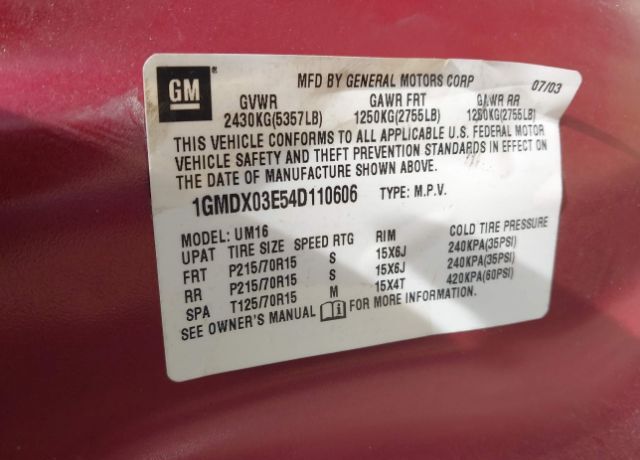 GM
MFD BY GENERAL MOTORS CORP 07/03
GVWR GAWR FRT GAWR RR
2430KG(5357LB) 1250KG(2755LB) 1250KG(2755LB)
THIS VEHICLE CONFORMS TO ALL APPLICABLE U.S. FEDERAL MOTOR
VEHICLE SAFETY AND THEFT PREVENTION STANDARDS IN EFFECT ON
THE DATE OF MANUFACTURE SHOWN ABOVE.
1GMDX03E54D110606 TYPE: M.P.V.
MODEL: UM16
UPAT TIRE SIZE SPEED RTG RIM COLD TIRE PRESSURE
FRT P215/70R15 S 15X6J 240KPA(35PSI)
RR P215/70R15 S 15X6J 240KPA(35PSI)
SPA T125/70R15 M 15X4T 420KPA(60PSI)
SEE OWNER'S MANUAL FOR MORE INFORMATION.